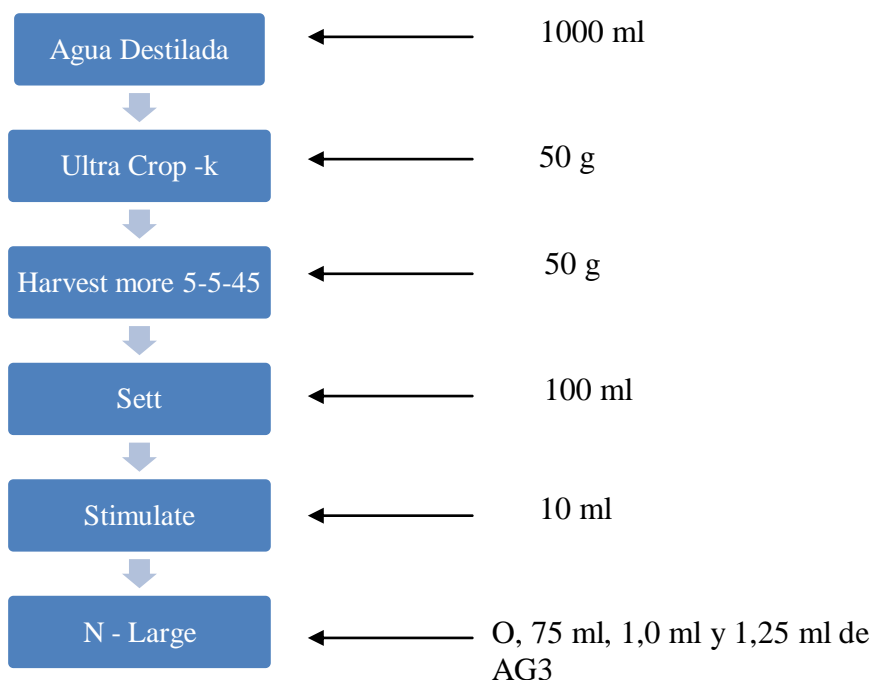 Agua Destilada
1000 ml
Ultra Crop -k
50 g
Harvest more 5-5-45
50 g
Sett
100 ml
Stimulate
10 ml
N - Large
O, 75 ml, 1,0 ml y 1,25 ml de
AG3